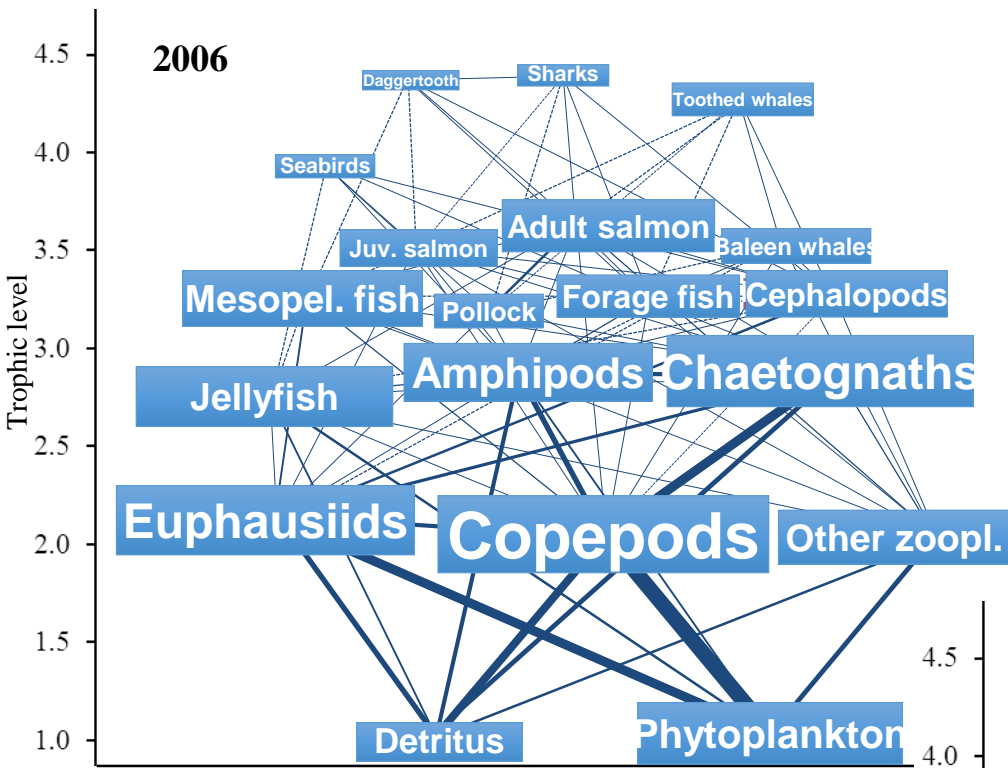 4.5
2006
Sharks
Daggertooth
Toothed whales
4.0
Seabirds
Adult salmon
3.5
Juv. salmon
Baleen whales
Mesopel. fish
Pollock
Forage fish
Cephalopods
Trophic level
3.0
Amphipods
Chaetognaths
Jellyfish
2.5
Euphausiids
Copepods
Other zoopl.
2.0
1.5
4.5
Phytoplankton
1.0
Detritus
4.0